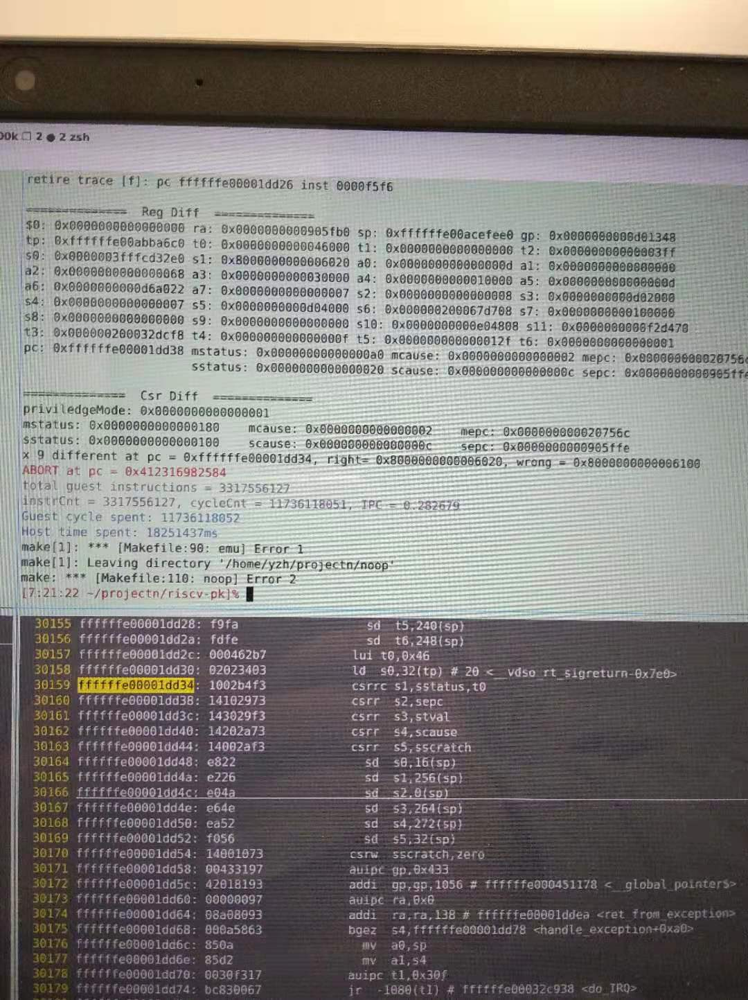 00k 2 ● 2 zsh
retire trace [f]: pc ffffffe00001dd26 inst 0000f5f6
============== Reg Diff ==============
$0: 0x0000000000000000 ra: 0x0000000000905fb0 sp: 0xffffffe00acefee0 gp: 0x0000000000d01348
tp: 0xffffffe00abba6c0 t0: 0x0000000000046000 t1: 0x0000000000000000 t2: 0x00000000000003ff
s0: 0x0000003fffcd32e0 s1: 0x8000000000006020 a0: 0x000000000000000d a1: 0x0000000000000000
a2: 0x0000000000000068 a3: 0x0000000000030000 a4: 0x0000000000010000 a5: 0x000000000000000d
a6: 0x0000000000d6a022 a7: 0x0000000000000007 s2: 0x0000000000000008 s3: 0x0000000000d02000
s4: 0x0000000000000007 s5: 0x0000000000d04000 s6: 0x000000200067d708 s7: 0x0000000000100000
s8: 0x0000000000000000 s9: 0x0000000000000000 s10: 0x0000000000e04808 s11: 0x0000000000f2d470
t3: 0x000000200032dcf8 t4: 0x000000000000000f t5: 0x000000000000012f t6: 0x0000000000000001
pc: 0xffffffe00001dd38 mstatus: 0x00000000000000a0 mcause: 0x0000000000000002 mepc: 0x000000000020756c
sstatus: 0x0000000000000020 scause: 0x000000000000000c sepc: 0x0000000000905ffe
============== Csr Diff ==============
priviledgeMode: 0x0000000000000001
mstatus: 0x0000000000000180 mcause: 0x0000000000000002 mepc: 0x000000000020756c
sstatus: 0x0000000000000100 scause: 0x000000000000000c sepc: 0x0000000000905ffe
x 9 different at pc = 0xffffffe00001dd34, right= 0x8000000000006020, wrong = 0x8000000000006100
ABORT at pc = 0x412316982584
total guest instructions = 3317556127
instrCnt = 3317556127, cycleCnt = 11736118051, IPC = 0.282679
Guest cycle spent: 11736118052
Host time spent: 18251437ms
make[1]: *** [Makefile:90: emu] Error 1
make[1]: Leaving directory '/home/yzh/projectn/noop'
make: *** [Makefile:110: noop] Error 2
[7:21:22 ~/projectn/riscv-pk]%
30155 ffffffe00001dd28: f9fa sd t5,240(sp)
30156 ffffffe00001dd2a: fdfe sd t6,248(sp)
30157 ffffffe00001dd2c: 000462b7 lui t0,0x46
30158 ffffffe00001dd30: 02023403 ld s0,32(tp) # 20 <__vdso_rt_sigreturn-0x7e0>
30159 ffffffe00001dd34: 1002b4f3 csrrc s1,sstatus,t0
30160 ffffffe00001dd38: 14102973 csrr s2,sepc
30161 ffffffe00001dd3c: 143029f3 csrr s3,stval
30162 ffffffe00001dd40: 14202a73 csrr s4,scause
30163 ffffffe00001dd44: 14002af3 csrr s5,sscratch
30164 ffffffe00001dd48: e822 sd s0,16(sp)
30165 ffffffe00001dd4a: e226 sd s1,256(sp)
30166 ffffffe00001dd4c: e04a sd s2,0(sp)
30167 ffffffe00001dd4e: e64e sd s3,264(sp)
30168 ffffffe00001dd50: ea52 sd s4,272(sp)
30169 ffffffe00001dd52: f056 sd s5,32(sp)
30170 ffffffe00001dd54: 14001073 csrw sscratch,zero
30171 ffffffe00001dd58: 00433197 auipc gp,0x433
30172 ffffffe00001dd5c: 42018193 addi gp,gp,1056 # ffffffe000451178 <__global_pointer$>
30173 ffffffe00001dd60: 00000097 auipc ra,0x0
30174 ffffffe00001dd64: 08a08093 addi ra,ra,138 # ffffffe00001ddea <ret_from_exception>
30175 ffffffe00001dd68: 000a5863 bgez s4,ffffffe00001dd78 <handle_exception+0xa0>
30176 ffffffe00001dd6c: 850a mv a0,sp
30177 ffffffe00001dd6e: 85d2 mv a1,s4
30178 ffffffe00001dd70: 0030f317 auipc t1,0x30f
30179 ffffffe00001dd74: bc830067 jr -1080(t1) # ffffffe00032c938 <do_IRQ>